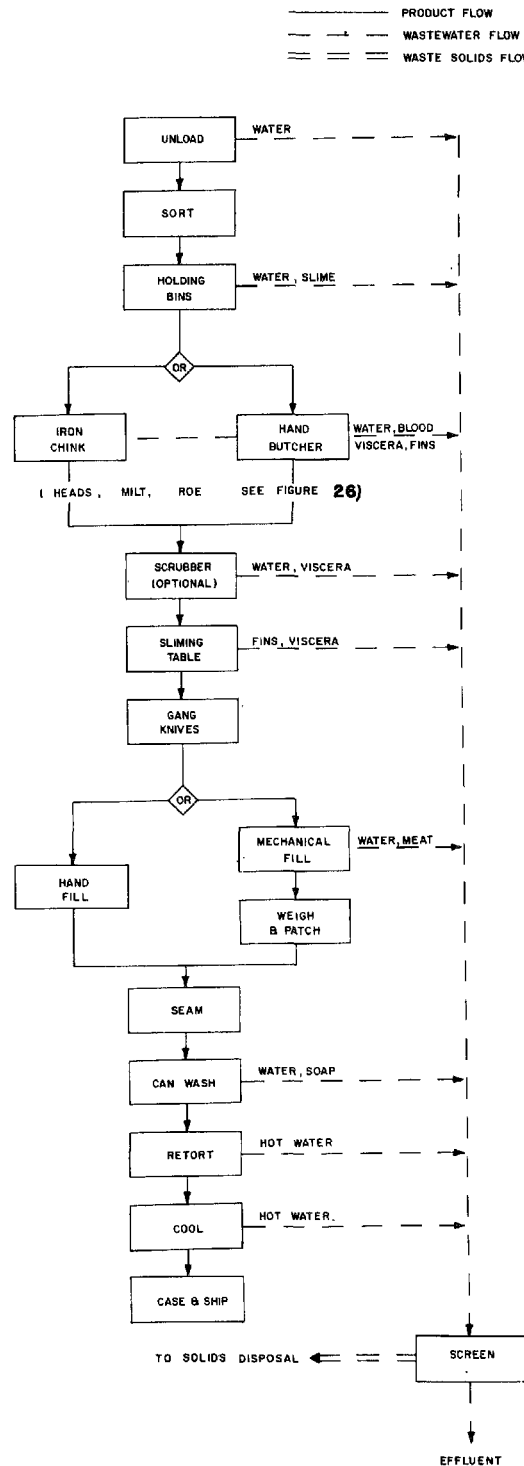 PRODUCT FLOW
WASTEWATER FLOW
WASTE SOLIDS FLOW
UNLOAD
WATER
SORT
HOLDING
BINS
WATER, SLIME
OR
IRON
CHINK
HAND
BUTCHER
WATER, BLOOD
VISCERA, FINS
( HEADS, MILT, ROE SEE FIGURE 26)
SCRUBBER
(OPTIONAL)
WATER, VISCERA
SLIMING
TABLE
FINS, VISCERA
GANG
KNIVES
OR
HAND
FILL
MECHANICAL
FILL
WATER, MEAT
WEIGH
& PATCH
SEAM
CAN WASH
WATER, SOAP
RETORT
HOT WATER
COOL
HOT WATER.
CASE & SHIP
TO SOLIDS DISPOSAL
SCREEN
EFFLUENT